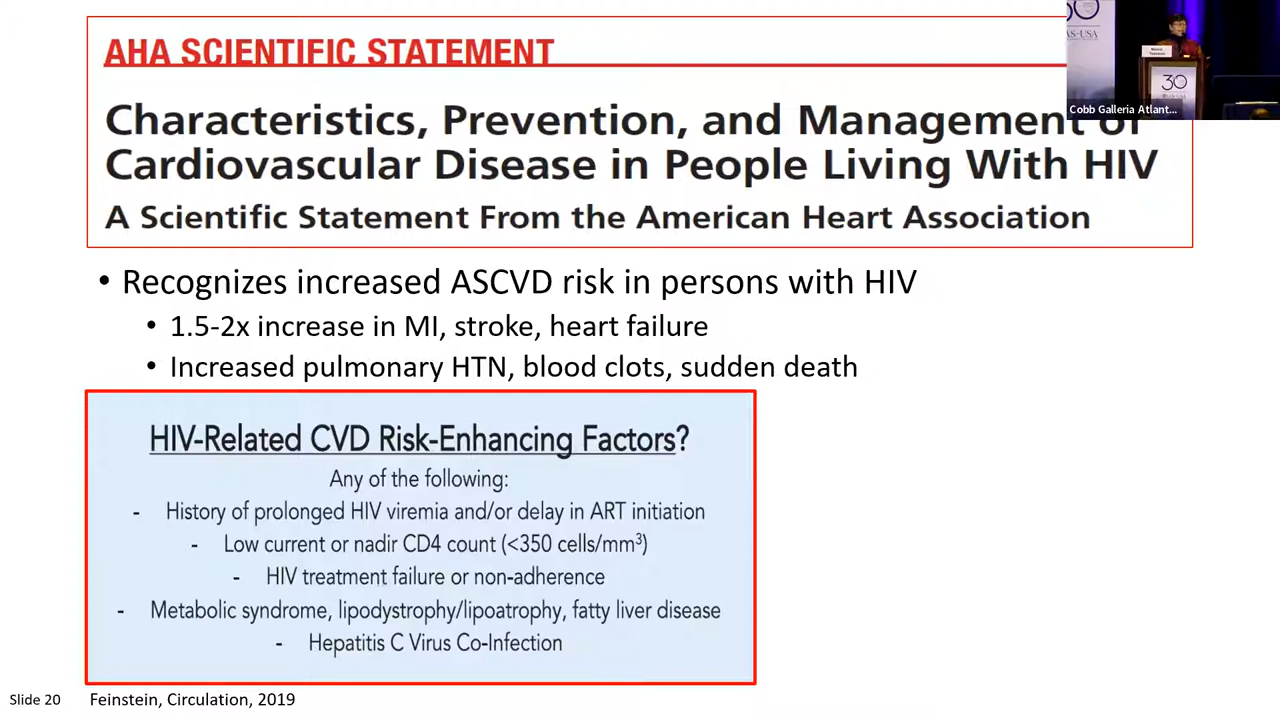 AHA SCIENTIFIC STATEMENT
Characteristics, Prevention, and Management of
Cardiovascular Disease in People Living With HIV
A Scientific Statement From the American Heart Association
• Recognizes increased ASCVD risk in persons with HIV
• 1.5-2x increase in MI, stroke, heart failure
• Increased pulmonary HTN, blood clots, sudden death
HIV-Related CVD Risk-Enhancing Factors?
Any of the following:
- History of prolonged HIV viremia and/or delay in ART initiation
- Low current or nadir CD4 count (<350 cells/mm³)
- HIV treatment failure or non-adherence
- Metabolic syndrome, lipodystrophy/lipoatrophy, fatty liver disease
- Hepatitis C Virus Co-Infection
Slide 20
Feinstein, Circulation, 2019
Cobb Galleria Atlant...
30